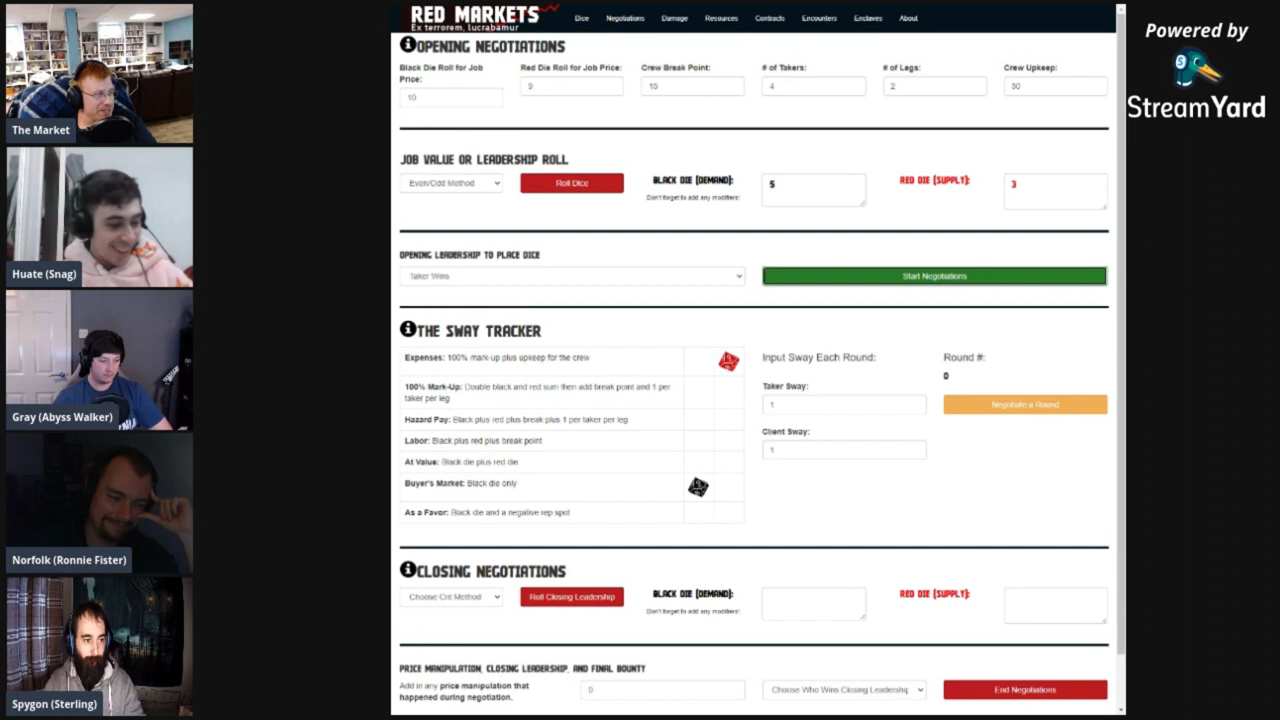 RED MARKETS
Ex terrorem, lucrabamur
Dice
Negotiations
Damage
Resources
Contracts
Encounters
Enclaves
About
Powered by
StreamYard
OPENING NEGOTIATIONS
Black Die Roll for Job Price:
10
Red Die Roll for Job Price:
9
Crew Break Point:
15
# of Takers:
4
# of Legs:
2
Crew Upkeep:
30
The Market
JOB VALUE OR LEADERSHIP ROLL
Even/Odd Method
Roll Dice
BLACK DIE (DEMAND):
Don't forget to add any modifiers!
5
RED DIE (SUPPLY):
3
OPENING LEADERSHIP TO PLACE DICE
Taker Wins
Start Negotiations
Huate (Snag)
THE SWAY TRACKER
Expenses: 100% mark-up plus upkeep for the crew
100% Mark-Up: Double black and red sum then add break point and 1 per
taker per leg
Hazard Pay: Black plus red plus break plus 1 per taker per leg
Labor: Black plus red plus break point
At Value: Black die plus red die
Buyer's Market: Black die only
As a Favor: Black die and a negative rep spot
Input Sway Each Round:
Taker Sway:
1
Client Sway:
1
Round #:
0
Negotiate a Round
Gray (Abyss Walker)
Norfolk (Ronnie Fister)
CLOSING NEGOTIATIONS
Choose Crit Method
Roll Closing Leadership
BLACK DIE (DEMAND):
Don't forget to add any modifiers!
RED DIE (SUPPLY):
PRICE MANIPULATION, CLOSING LEADERSHIP, AND FINAL BOUNTY
Add in any price manipulation that
happened during negotiation.
0
Choose Who Wins Closing Leadership
End Negotiations
Spygon (Sterling)